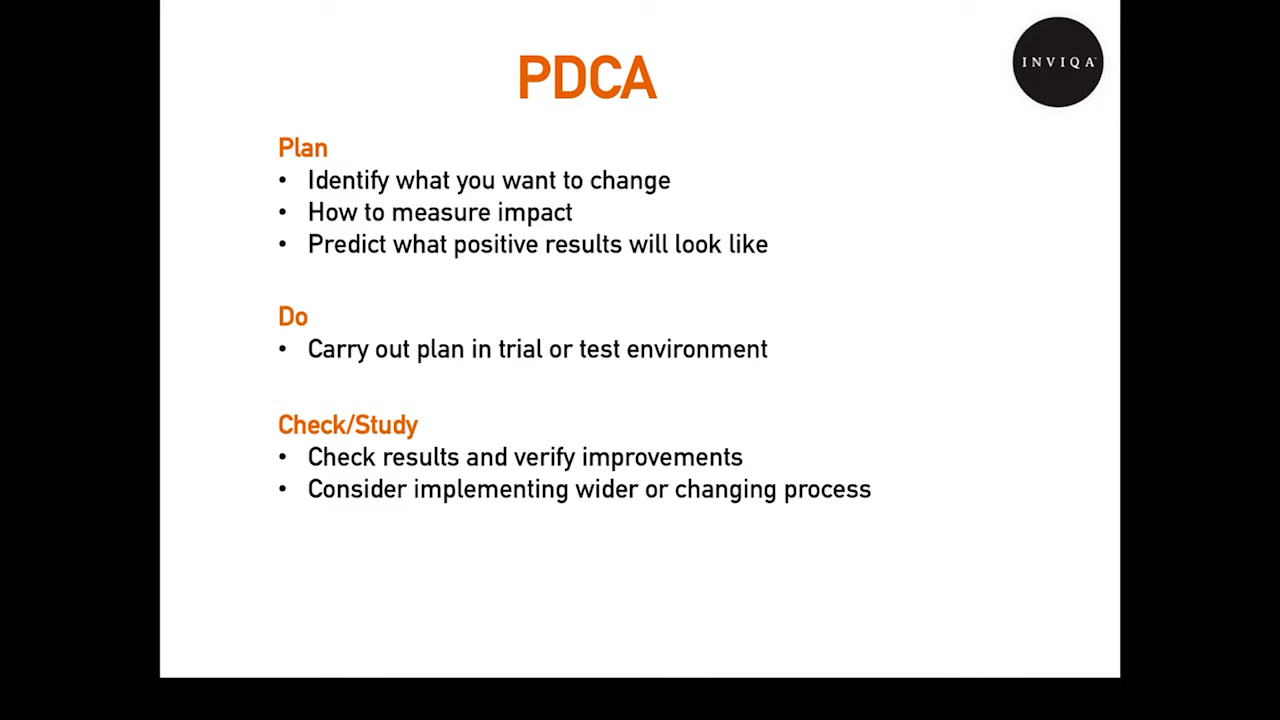 INVIQA™
PDCA
Plan
• Identify what you want to change
• How to measure impact
• Predict what positive results will look like
Do
• Carry out plan in trial or test environment
Check/Study
• Check results and verify improvements
• Consider implementing wider or changing process